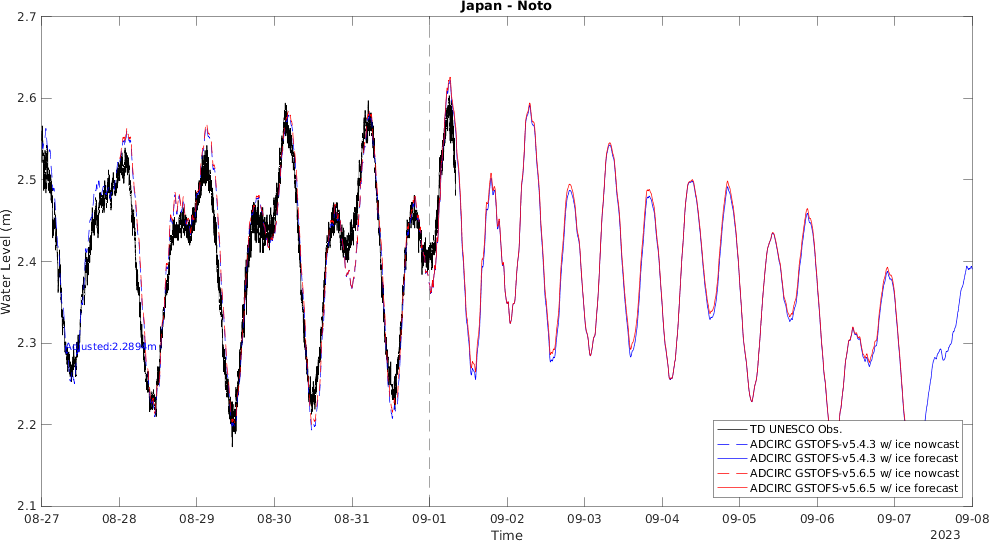 Japan - Noto
2.7
2.6
2.5
2.4
2.3
2.2
2.1
Water Level (m)
TD UNESCO Obs.
ADCIRC GSTOFS-v5.4.3 w/ ice nowcast
ADCIRC GSTOFS-v5.4.3 w/ ice forecast
ADCIRC GSTOFS-v5.6.5 w/ ice nowcast
ADCIRC GSTOFS-v5.6.5 w/ ice forecast
08-27 08-28 08-29 08-30 08-31 09-01 09-02 09-03 09-04 09-05 09-06 09-07 09-08
Time
2023